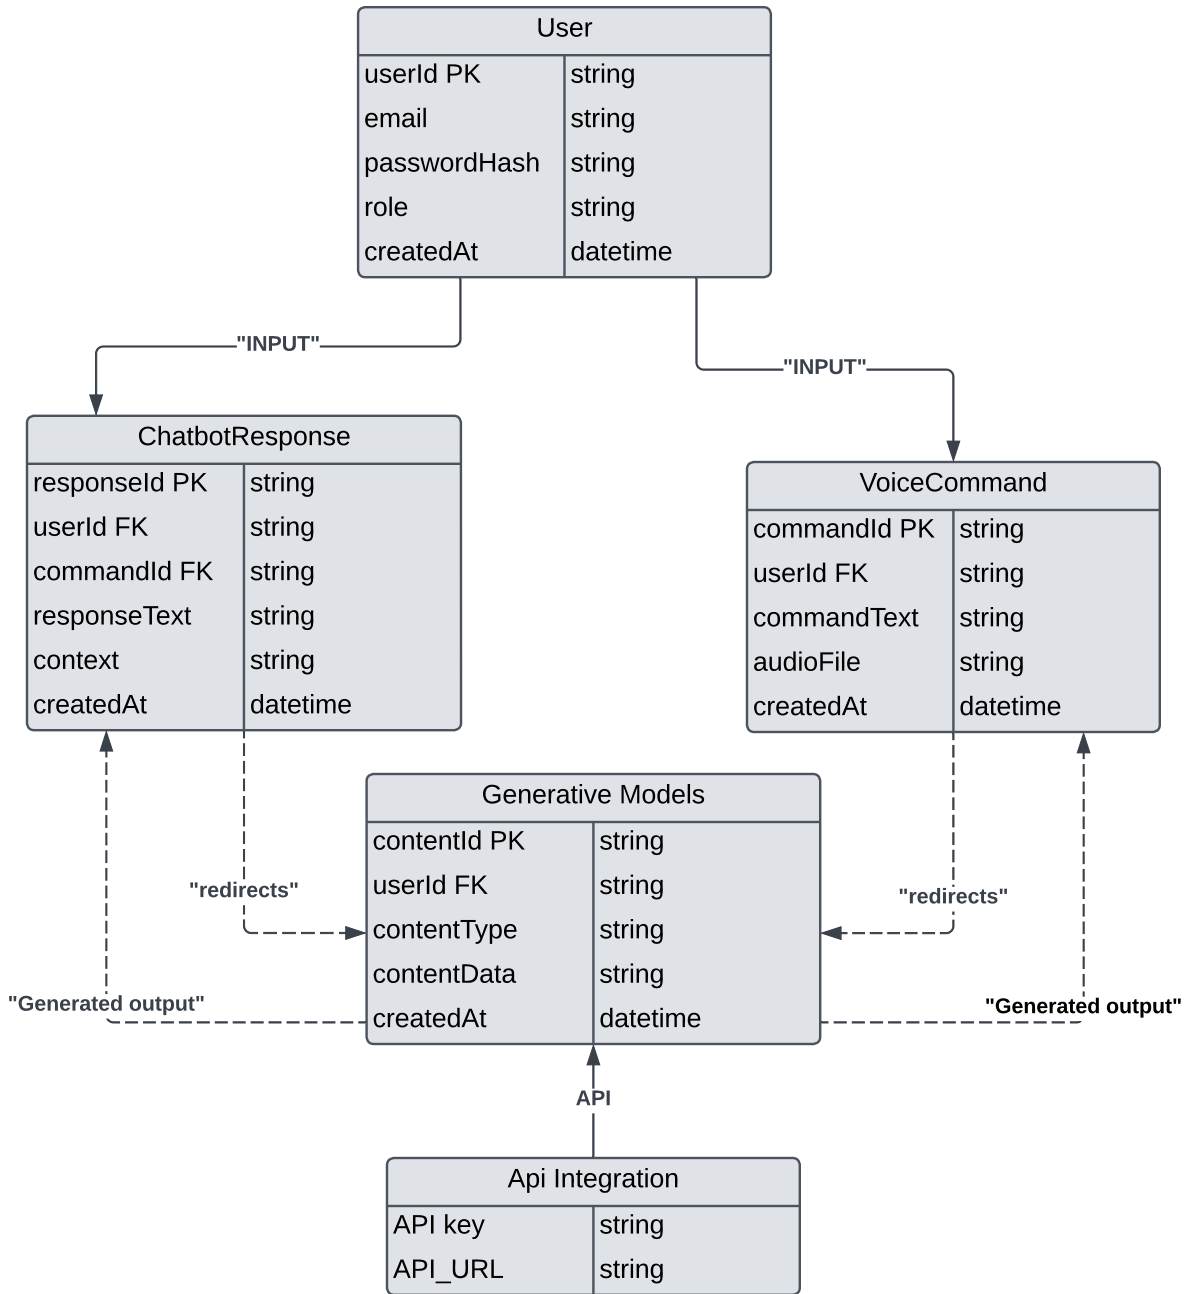 User
userId PK string
email string
passwordHash string
role string
createdAt datetime
"INPUT"
"INPUT"
ChatbotResponse
responseId PK string
userId FK string
commandId FK string
responseText string
context string
createdAt datetime
VoiceCommand
commandId PK string
userId FK string
commandText string
audioFile string
createdAt datetime
Generative Models
contentId PK string
userId FK string
contentType string
contentData string
createdAt datetime
"redirects"
"redirects"
"Generated output"
"Generated output"
API
Api Integration
API key string
API_URL string